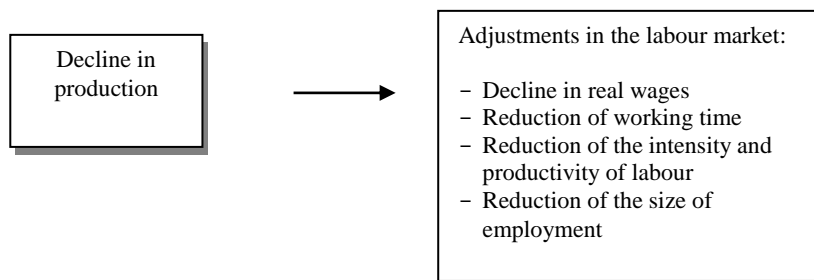 Decline in
production
Adjustments in the labour market:
− Decline in real wages
− Reduction of working time
− Reduction of the intensity and
productivity of labour
− Reduction of the size of
employment